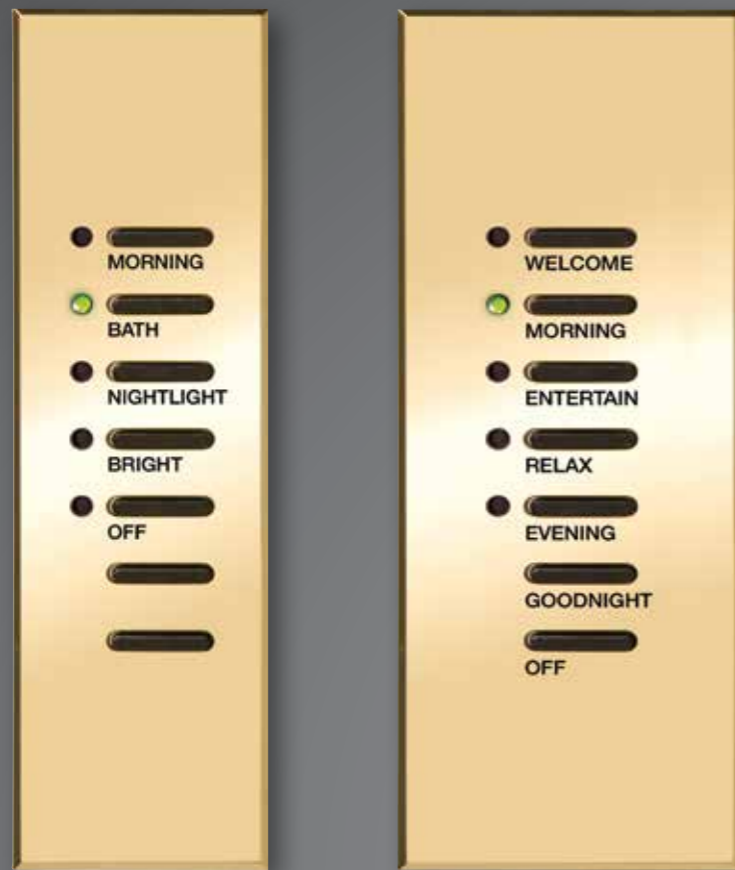 MORNING
BATH
NIGHTLIGHT
BRIGHT
OFF
WELCOME
MORNING
ENTERTAIN
RELAX
EVENING
GOODNIGHT
OFF